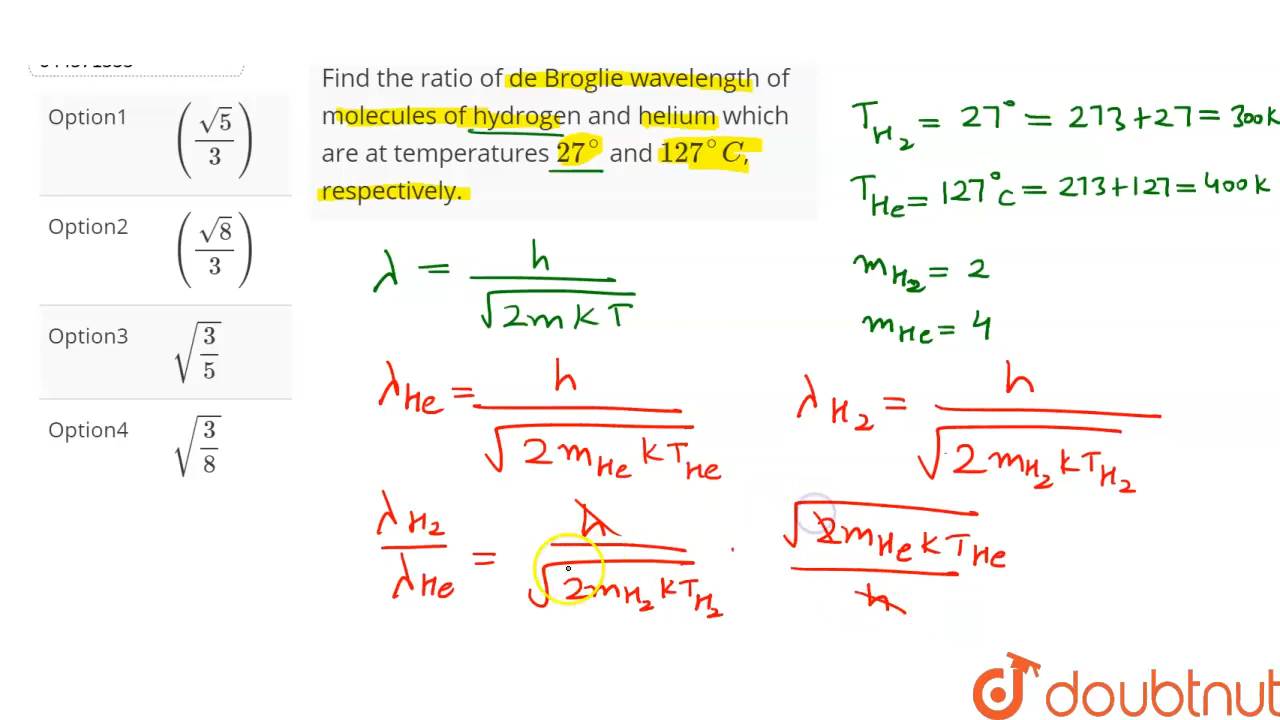 Find the ratio of de Broglie wavelength of
molecules of hydrogen and helium which
are at temperatures 27° and 127° C,
respectively.
Option1 (√5/3)
Option2 (√8/3)
Option3 √(3/5)
Option4 √(3/8)
T_H₂ = 27° = 273+27 = 300K
T_He = 127°C = 273+127 = 400K
m_H₂ = 2
m_He = 4
λ = h/√(2mKT)
λ_He = h/√(2m_He KT_He)
λ_H₂ = h/√(2m_H₂ KT_H₂)
λ_H₂/λ_He = h/√(2m_H₂ KT_H₂) · √(2m_He KT_He)/h
doubtnut